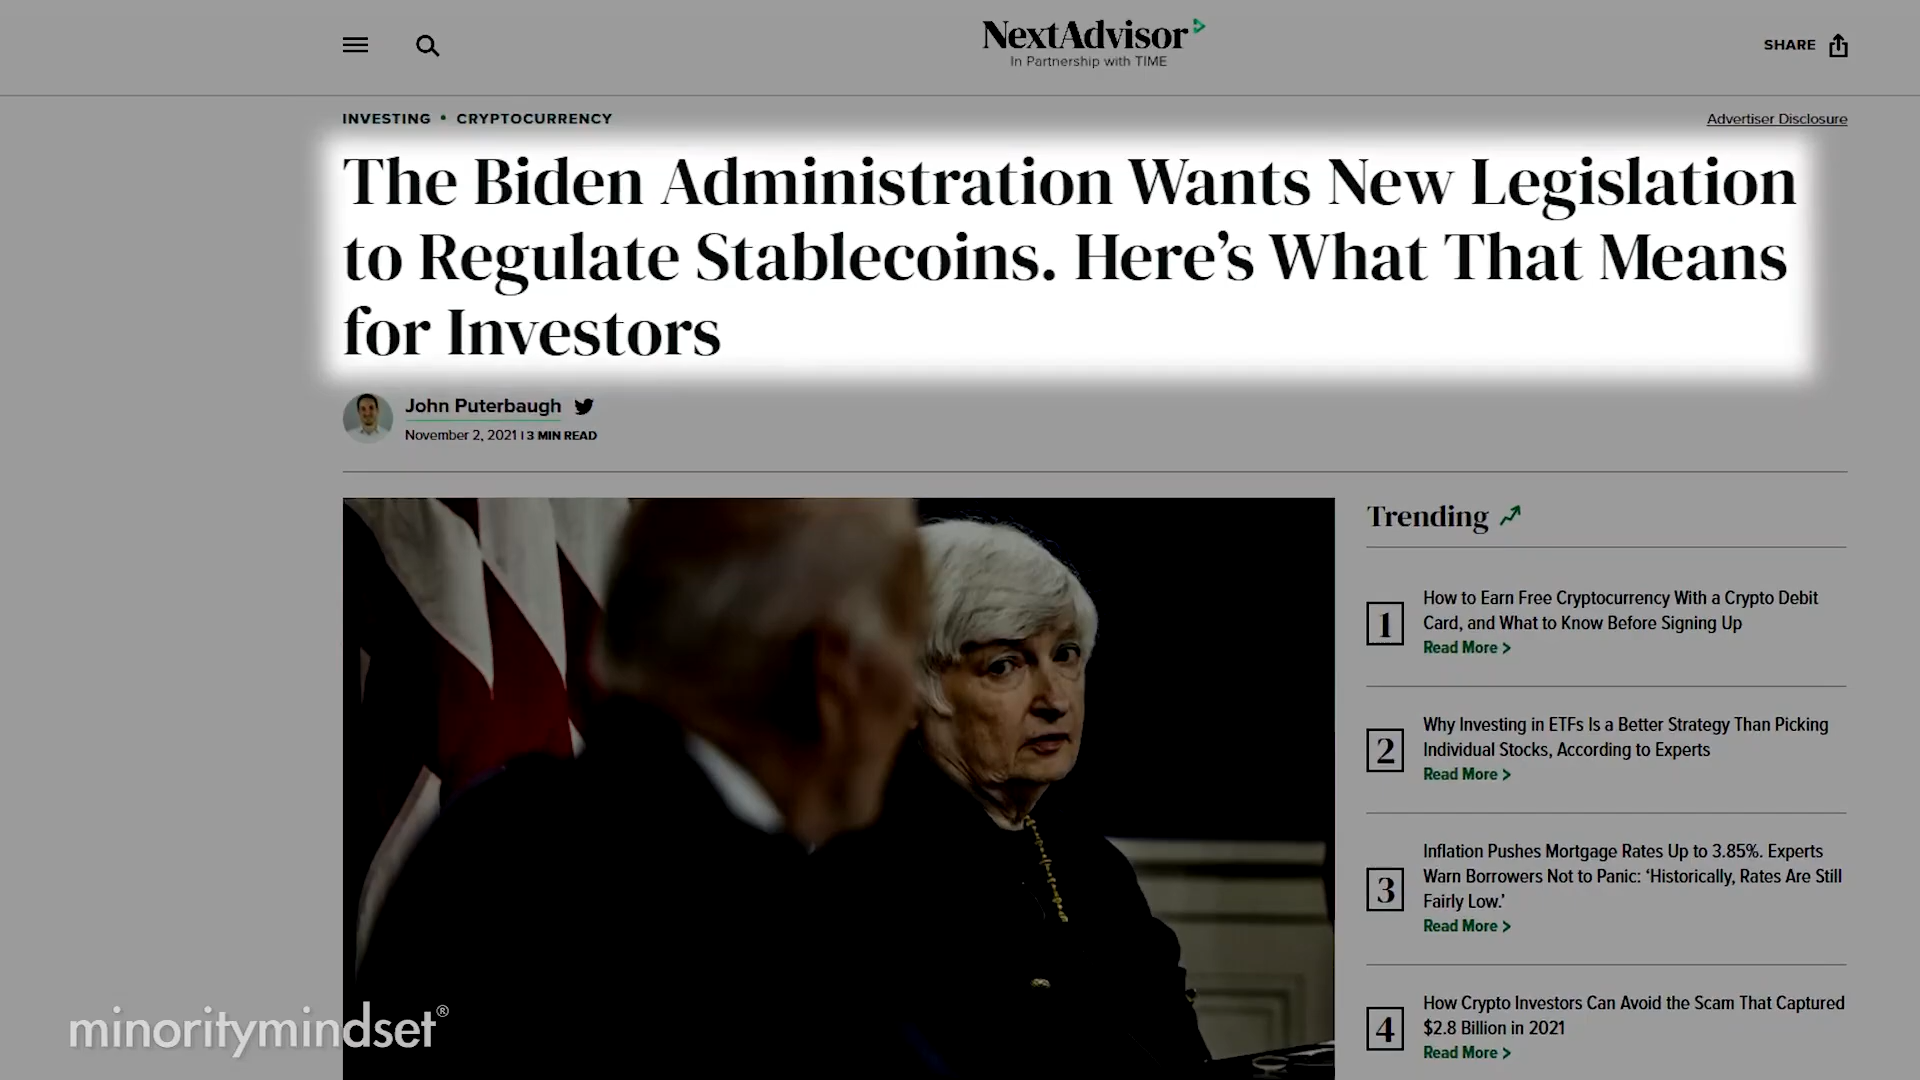 NextAdvisor
In Partnership with TIME
SHARE
INVESTING • CRYPTOCURRENCY
Advertiser Disclosure
The Biden Administration Wants New Legislation
to Regulate Stablecoins. Here’s What That Means
for Investors
John Puterbaugh
November 2, 2021 | 3 MIN READ
Trending
1
How to Earn Free Cryptocurrency With a Crypto Debit
Card, and What to Know Before Signing Up
Read More >
2
Why Investing in ETFs Is a Better Strategy Than Picking
Individual Stocks, According to Experts
Read More >
3
Inflation Pushes Mortgage Rates Up to 3.85%. Experts
Warn Borrowers Not to Panic: ‘Historically, Rates Are Still
Fairly Low.’
Read More >
4
How Crypto Investors Can Avoid the Scam That Captured
$2.8 Billion in 2021
Read More >
minoritymindset®